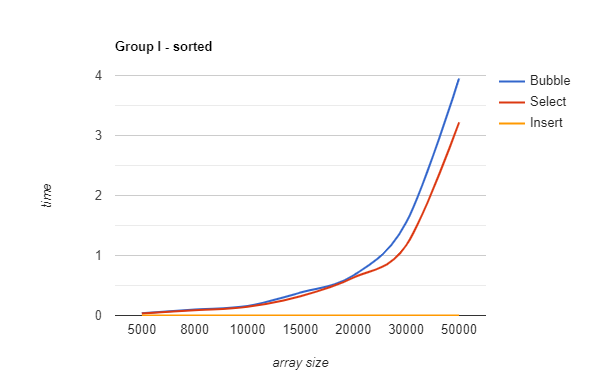 Group I - sorted
4
3
2
1
0
time
5000 8000 10000 15000 20000 30000 50000
array size
Bubble
Select
Insert